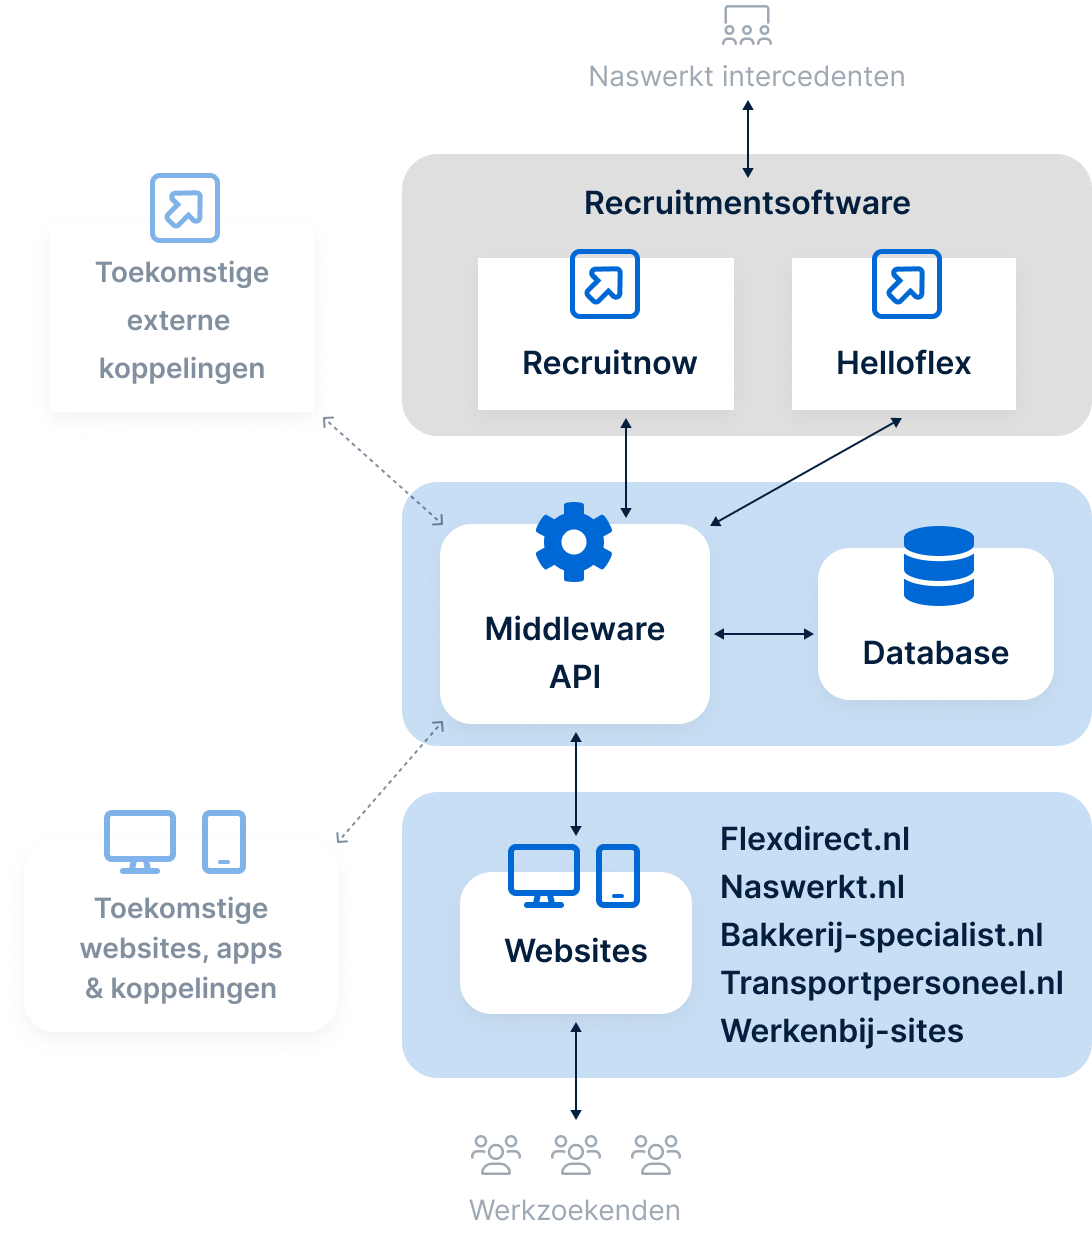 Naswerkt intercedenten
Recruitmentsoftware
Toekomstige
externe
koppelingen
Recruitnow
Helloflex
Middleware
API
Database
Toekomstige
websites, apps
& koppelingen
Websites
Flexdirect.nl
Naswerkt.nl
Bakkerij-specialist.nl
Transportpersoneel.nl
Werkenbij-sites
Werkzoekenden